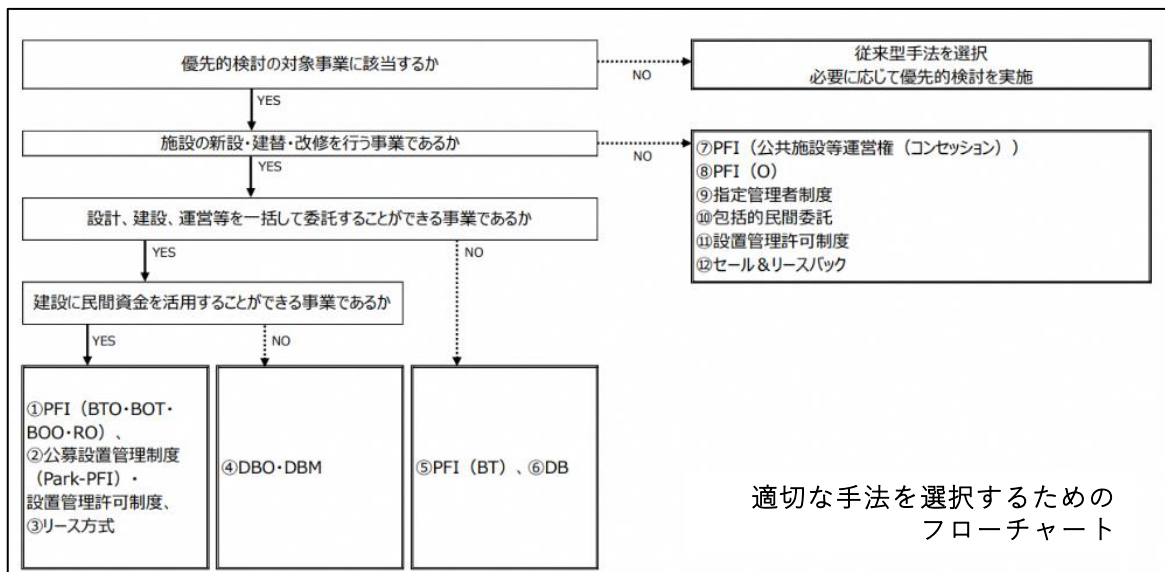 優先的検討の対象事業に該当するか
NO
従来型手法を選択
必要に応じて優先的検討を実施
YES
施設の新設・建替・改修を行う事業であるか
NO
⑦PFI（公共施設等運営権（コンセッション））
⑧PFI（O）
⑨指定管理者制度
⑩包括的民間委託
⑪設置管理許可制度
⑫セール＆リースバック
YES
設計、建設、運営等を一括して委託することができる事業であるか
YES
NO
建設に民間資金を活用することができる事業であるか
YES
NO
①PFI（BTO・BOT・
BOO・RO）、
②公募設置管理制度
（Park-PFI）・
設置管理許可制度、
③リース方式
④DBO・DBM
⑤PFI（BT）、⑥DB
適切な手法を選択するための
フローチャート